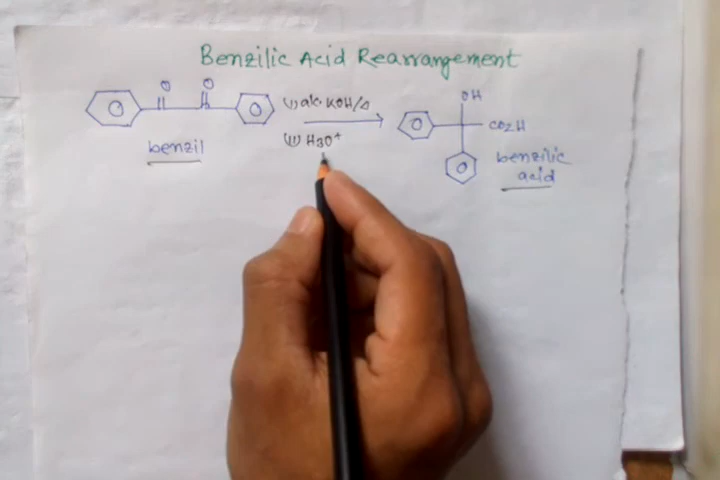 Benzilic Acid Rearrangement
O O
(i) alc. KOH/Δ
(ii) H3O+
benzil
OH
CO2H
benzilic
acid